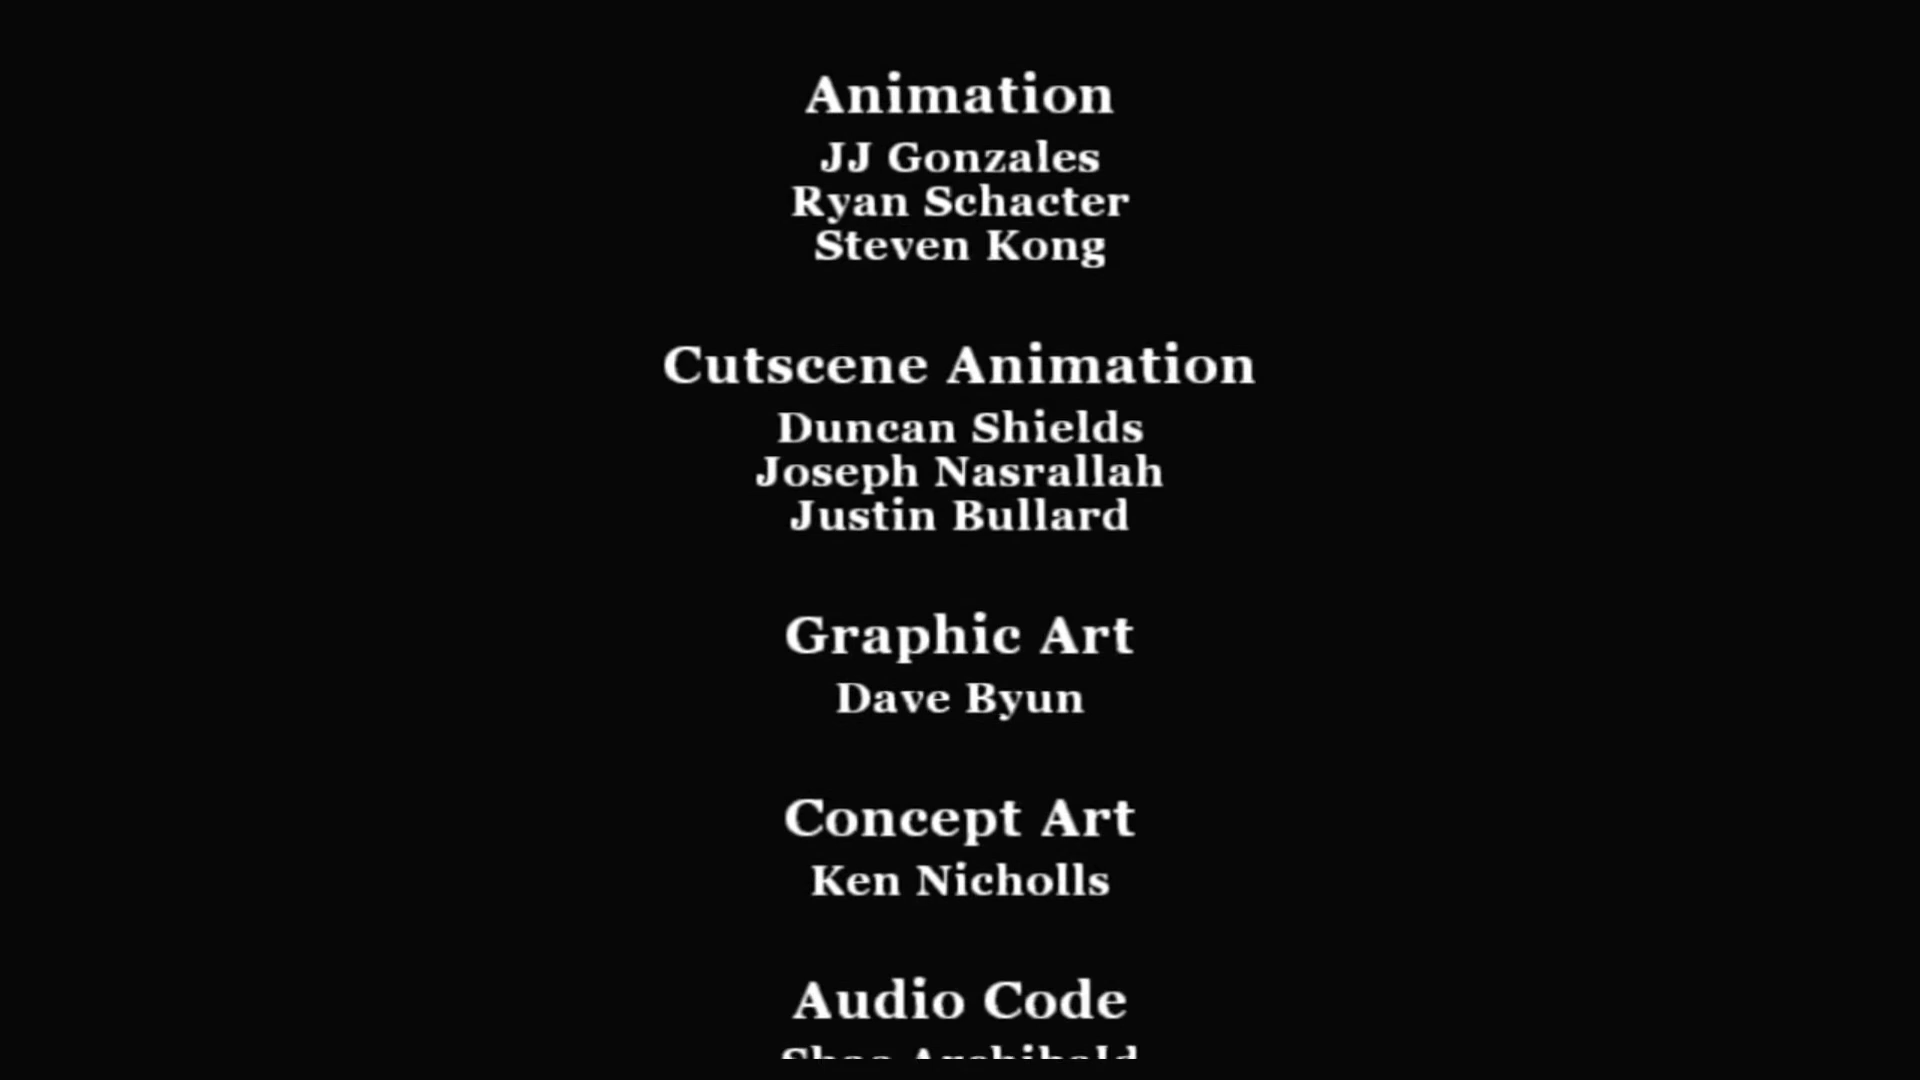 Animation
JJ Gonzales
Ryan Schacter
Steven Kong
Cutscene Animation
Duncan Shields
Joseph Nasrallah
Justin Bullard
Graphic Art
Dave Byun
Concept Art
Ken Nicholls
Audio Code